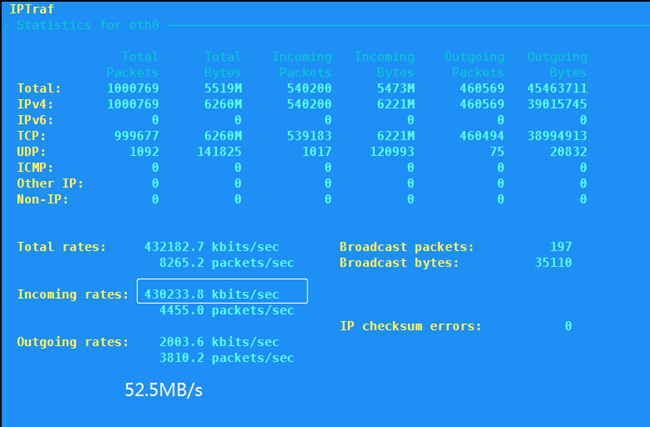 IPTraf
Statistics for eth0
Total Total Incoming Incoming Outgoing Outgoing
Packets Bytes Packets Bytes Packets Bytes
Total: 1000769 5519M 540200 5473M 460569 45463711
IPv4: 1000769 6260M 540200 6221M 460569 39015745
IPv6: 0 0 0 0 0 0
TCP: 999677 6260M 539183 6221M 460494 38994913
UDP: 1092 141825 1017 120993 75 20832
ICMP: 0 0 0 0 0 0
Other IP: 0 0 0 0 0 0
Non-IP: 0 0 0 0 0 0
Total rates: 432182.7 kbits/sec Broadcast packets: 197
8265.2 packets/sec Broadcast bytes: 35110
Incoming rates: 430233.8 kbits/sec
4455.0 packets/sec
IP checksum errors: 0
Outgoing rates: 2003.6 kbits/sec
3810.2 packets/sec
52.5MB/s